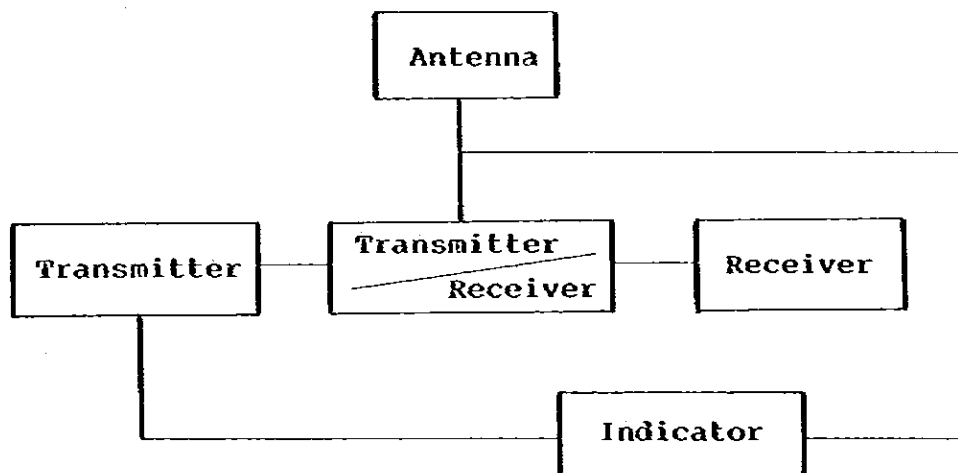 Antenna
Transmitter
Transmitter
Receiver
Receiver
Indicator